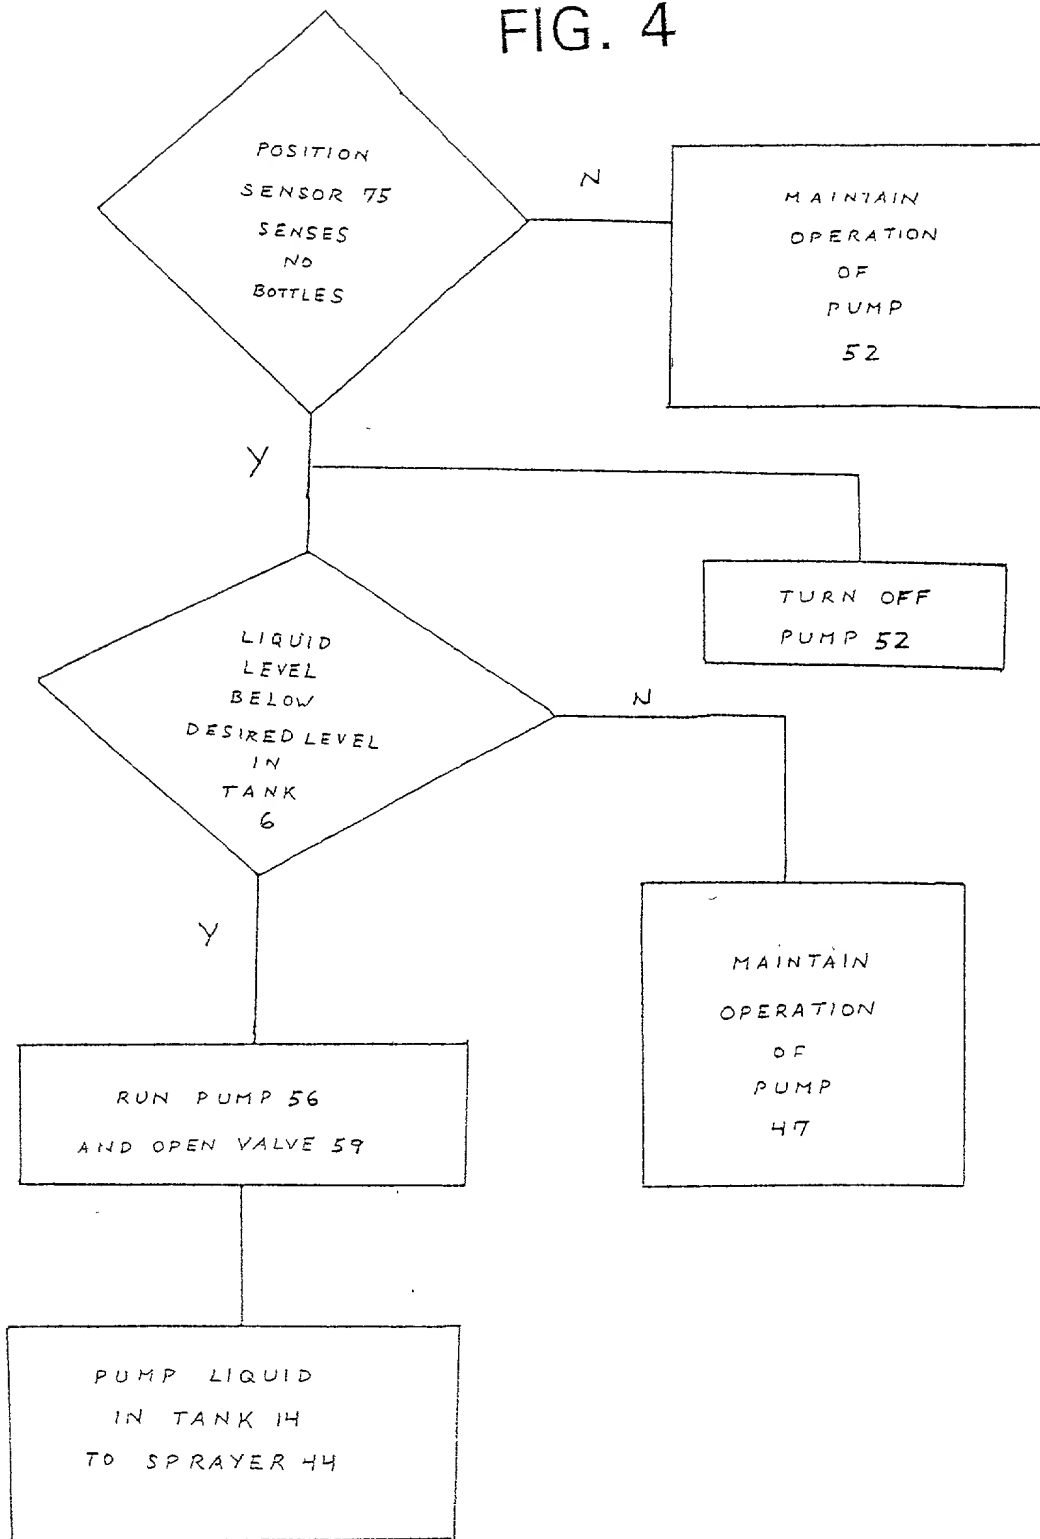 FIG. 4
POSITION
SENSOR 75
SENSES
NO
BOTTLES
N
MAINTAIN
OPERATION
OF
PUMP
52
Y
TURN OFF
PUMP 52
LIQUID
LEVEL
BELOW
DESIRED LEVEL
IN
TANK
6
N
MAINTAIN
OPERATION
OF
PUMP
47
Y
RUN PUMP 56
AND OPEN VALVE 59
PUMP LIQUID
IN TANK 14
TO SPRAYER 44